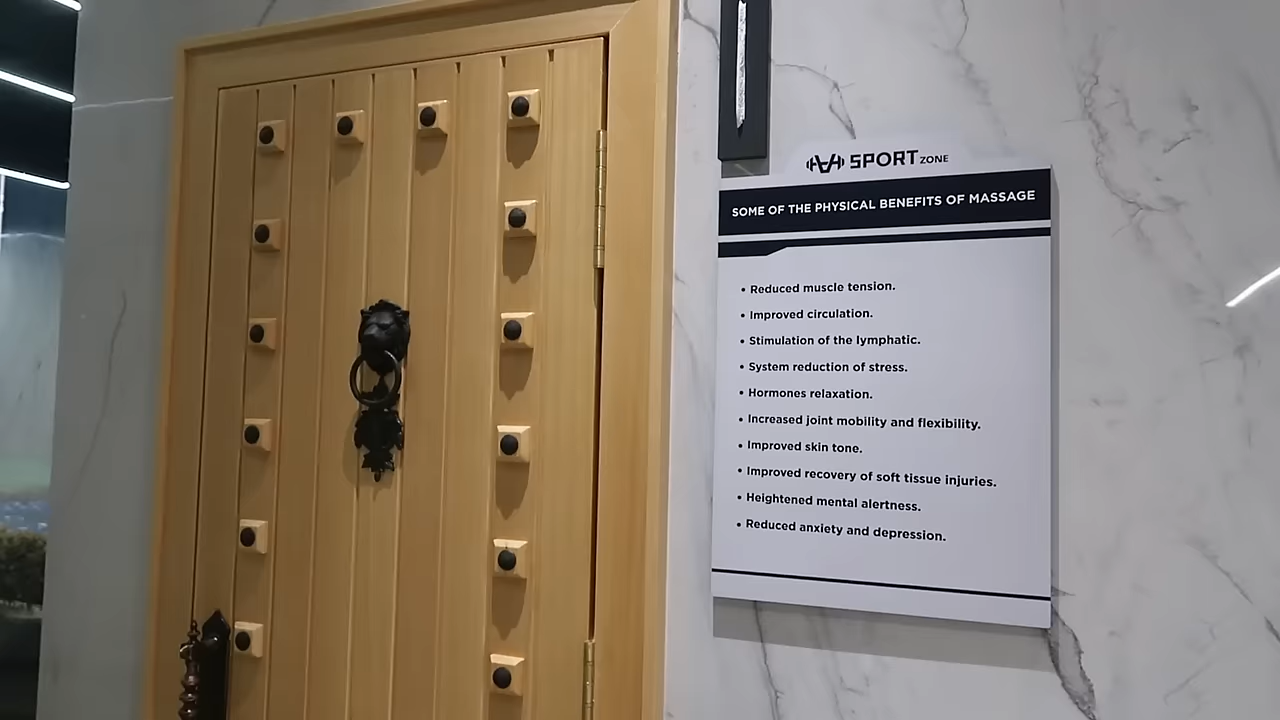 SPORT ZONE
SOME OF THE PHYSICAL BENEFITS OF MASSAGE
• Reduced muscle tension.
• Improved circulation.
• Stimulation of the lymphatic.
• System reduction of stress.
• Hormones relaxation.
• Increased joint mobility and flexibility.
• Improved skin tone.
• Improved recovery of soft tissue injuries.
• Heightened mental alertness.
• Reduced anxiety and depression.